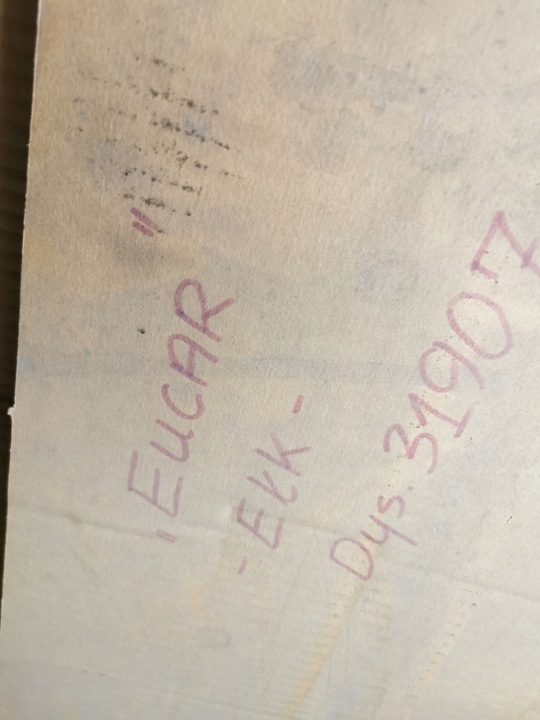 "EUCAR"
-Ełk-
Dys. 31907